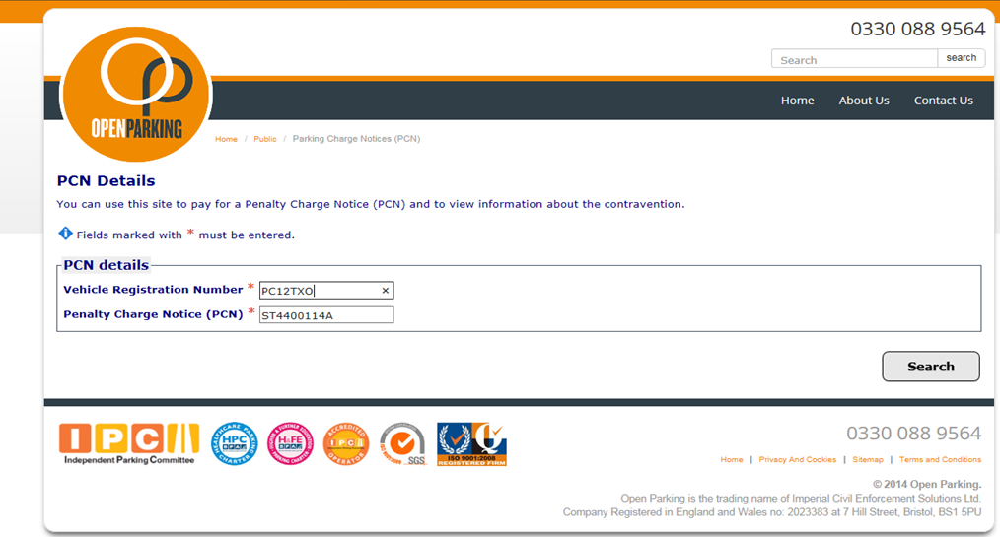 0330 088 9564
Search
search
OPENPARKING
Home
About Us
Contact Us
Home / Public / Parking Charge Notices (PCN)
PCN Details
You can use this site to pay for a Penalty Charge Notice (PCN) and to view information about the contravention.
Fields marked with * must be entered.
PCN details
Vehicle Registration Number * PC12TXO ×
Penalty Charge Notice (PCN) * ST4400114A
Search
IPCM
Independent Parking Committee
HPC
H&FE
ACCREDITED
IPCM
OPERATOR
SGS
ISO 9001:2008
REGISTERED FIRM
0330 088 9564
Home | Privacy And Cookies | Sitemap | Terms and Conditions
© 2014 Open Parking.
Open Parking is the trading name of Imperial Civil Enforcement Solutions Ltd.
Company Registered in England and Wales no: 2023383 at 7 Hill Street, Bristol, BS1 5PU